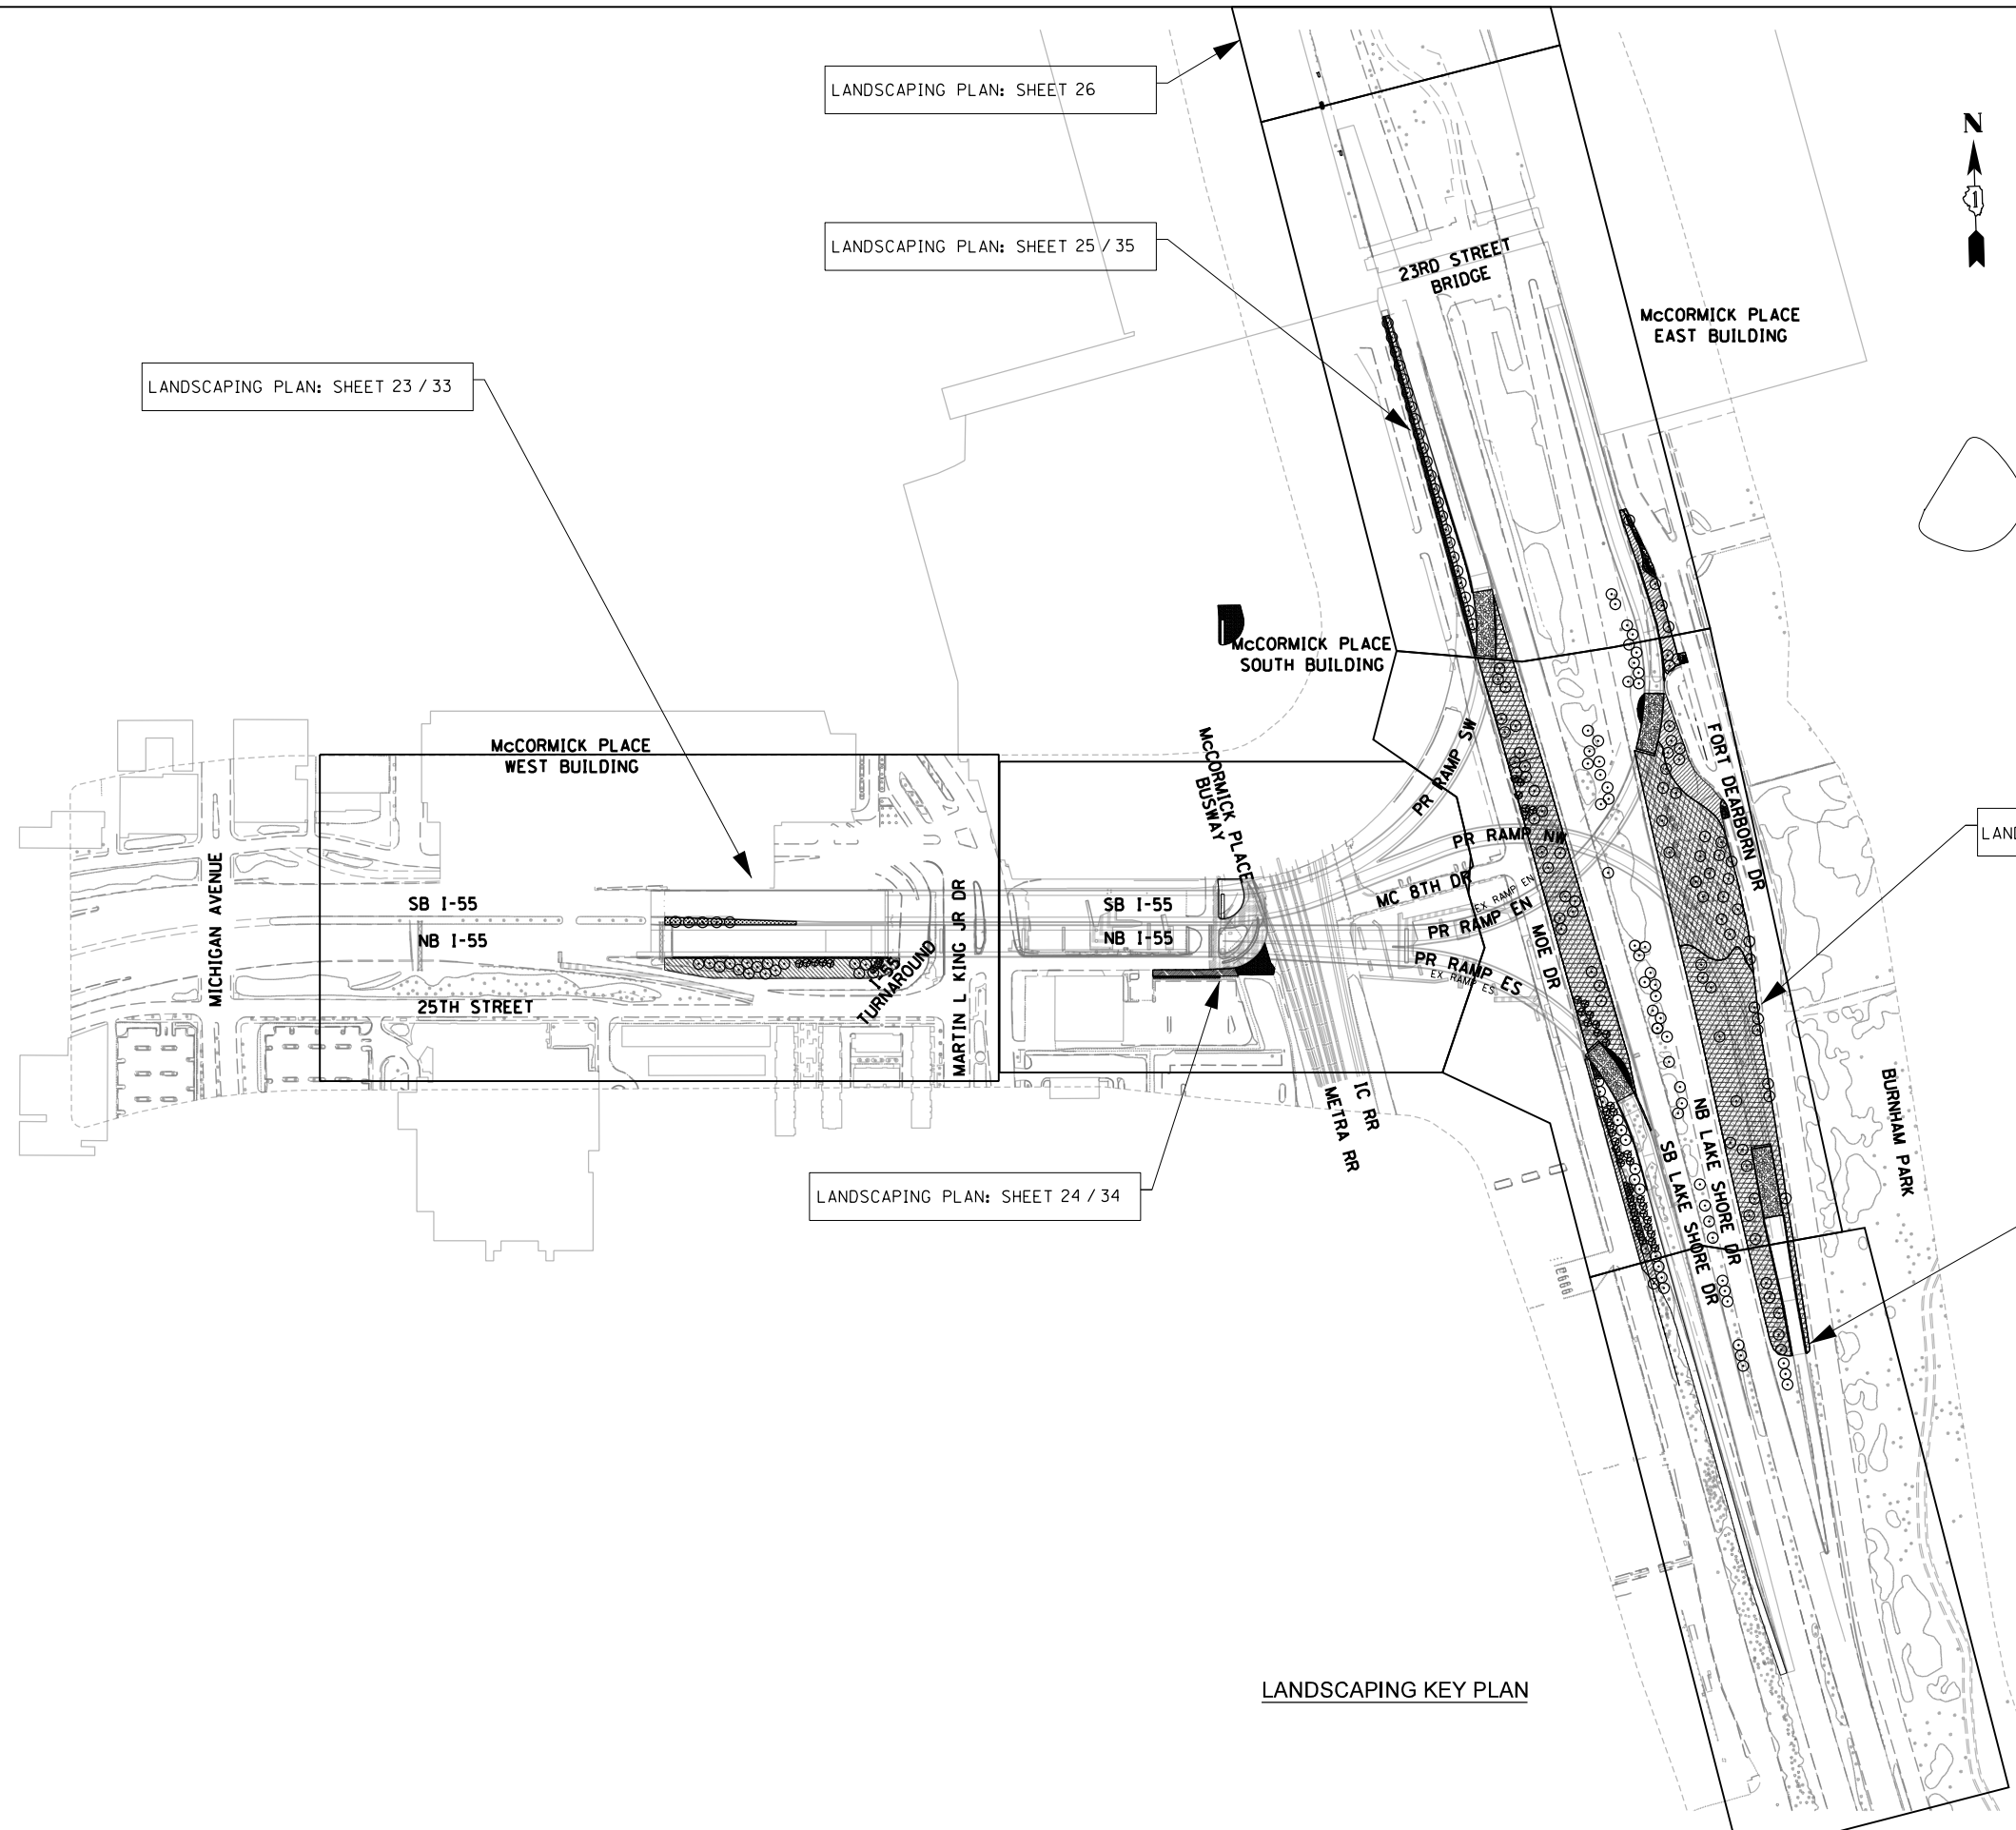 LANDSCAPING PLAN: SHEET 26
N
1
LANDSCAPING PLAN: SHEET 25 / 35
23RD STREET
BRIDGE
McCORMICK PLACE
EAST BUILDING
LANDSCAPING PLAN: SHEET 23 / 33
McCORMICK PLACE
SOUTH BUILDING
McCORMICK PLACE
WEST BUILDING
McCORMICK PLACE
BUSWAY
PR RAMP SW
FORT DEARBORN DR
LAND
PR RAMP NW
MICHIGAN AVENUE
SB I-55
NB I-55
25TH STREET
I-55
TURNAROUND
MARTIN L KING JR DR
SB I-55
NB I-55
MC 8TH DR
EX RAMP EN
PR RAMP EN
PR RAMP ES
EX RAMP ES
MOE DR
IC RR
METRA RR
NB LAKE SHORE DR
SB LAKE SHORE DR
BURNHAM PARK
LANDSCAPING PLAN: SHEET 24 / 34
LANDSCAPING KEY PLAN